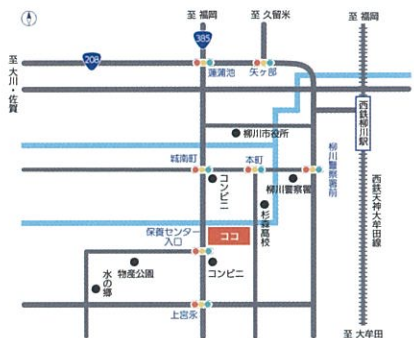 至 福岡
至 久留米
至 福岡
385
208
至 大川・佐賀
蓮蒲池
矢ヶ部
西鉄柳川駅
柳川市役所
城南町
本町
柳川警察署前
コンビニ
柳川警察署
杉森高校
西鉄天神大牟田線
保養センター
入口
ココ
物産公園
コンビニ
水の郷
上宮永
至 大牟田